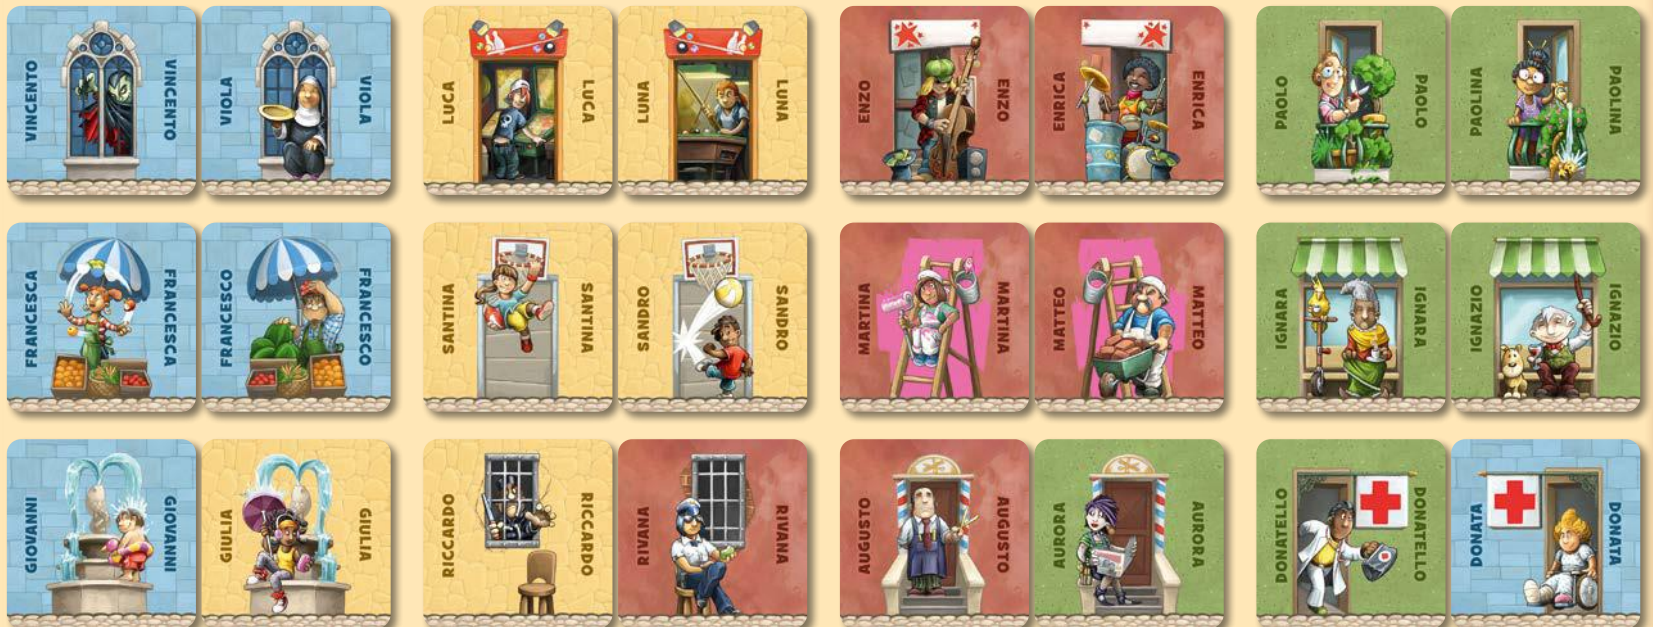 VINCENTO VINCENTO
VIOLA VIOLA
LUCA LUCA
LUNA LUNA
ENZO ENZO
ENRICA ENRICA
PAOLO PAOLO
PAOLINA PAOLINA
FRANCESCA FRANCESCA
FRANCESCO FRANCESCO
SANTINA SANTINA
SANDRO SANDRO
MARTINA MARTINA
MATTEO MATTEO
IGNARA IGNARA
IGNAZIO IGNAZIO
GIOVANNI GIOVANNI
GIULIA GIULIA
RICCARDO RICCARDO
RIVANA RIVANA
AUGUSTO AUGUSTO
AURORA AURORA
DONATELLO DONATELLO
DONATA DONATA